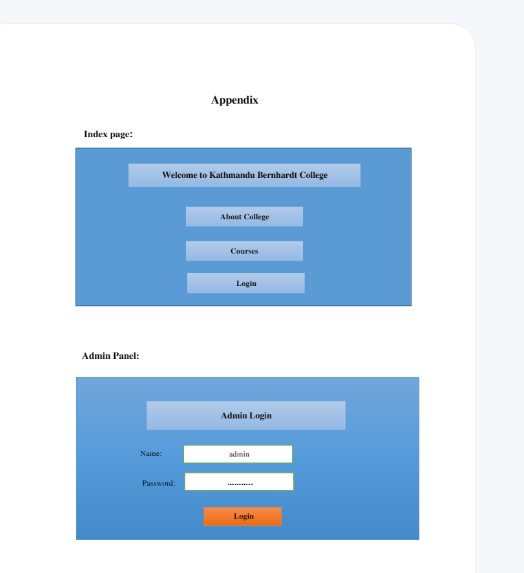 Appendix
Index page:
Welcome to Kathmandu Bernhardt College
About College
Courses
Login
Admin Panel:
Admin Login
Name: admin
Password: ...........
Login